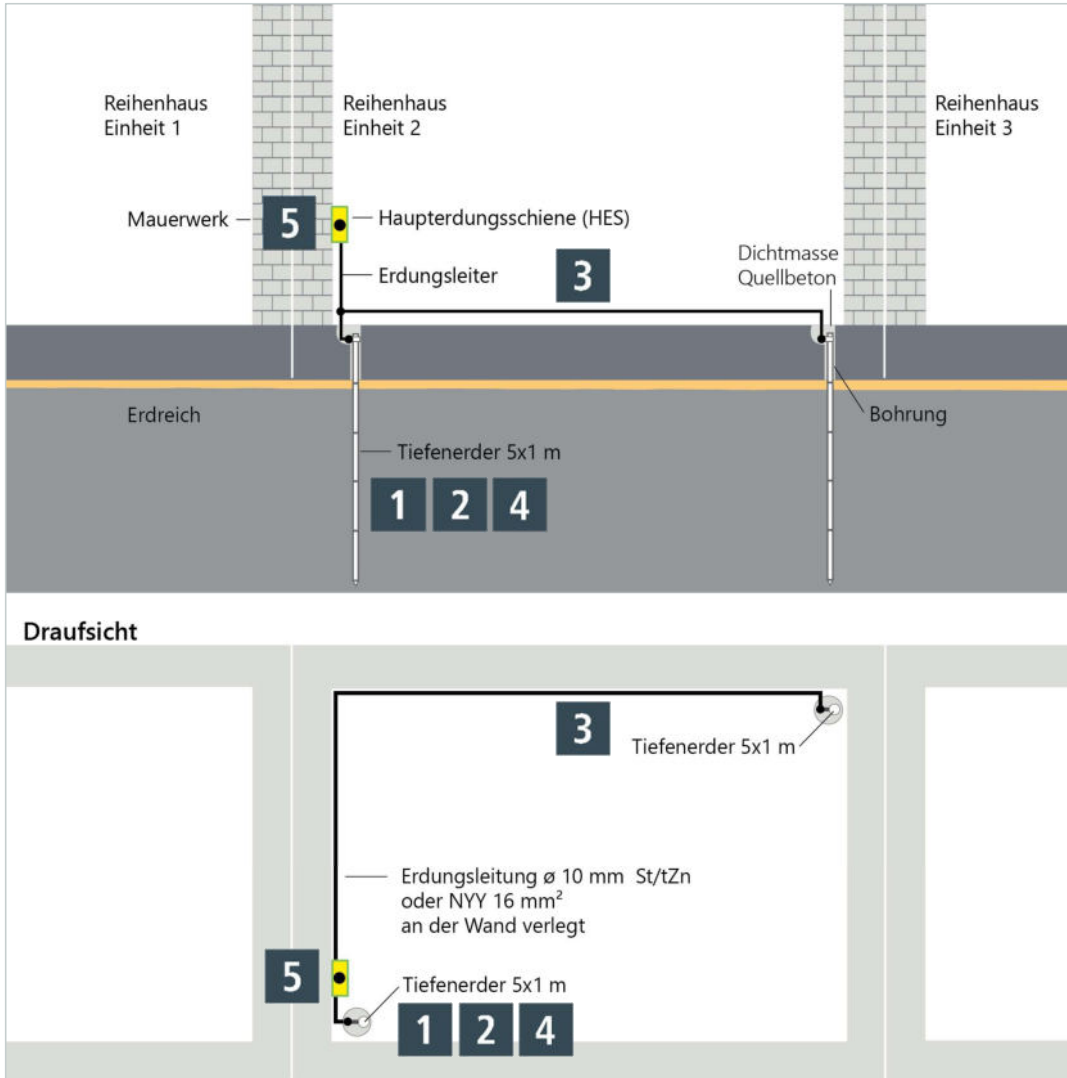 Reihenhaus
Einheit 1
Reihenhaus
Einheit 2
Reihenhaus
Einheit 3
Mauerwerk
5
Haupterdungsschiene (HES)
Erdungsleiter
3
Dichtmasse
Quellbeton
Erdreich
Bohrung
Tiefenerder 5x1 m
1 2 4
Draufsicht
3
Tiefenerder 5x1 m
Erdungsleitung ø 10 mm St/tZn
oder NYY 16 mm²
an der Wand verlegt
5
Tiefenerder 5x1 m
1 2 4